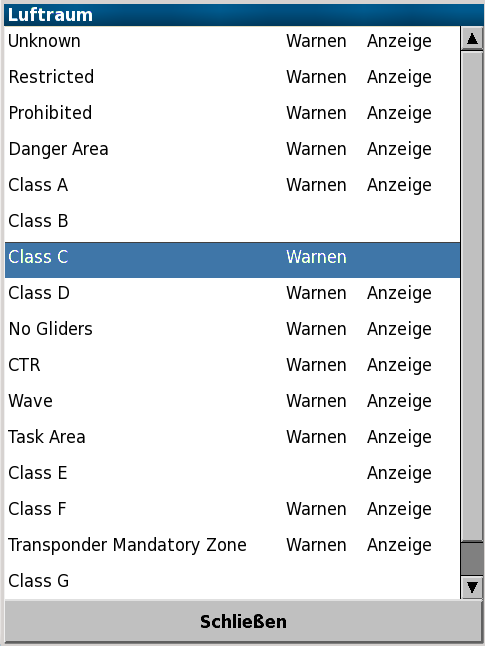 Luftraum
Unknown Warnen Anzeige
Restricted Warnen Anzeige
Prohibited Warnen Anzeige
Danger Area Warnen Anzeige
Class A Warnen Anzeige
Class B
Class C Warnen
Class D Warnen Anzeige
No Gliders Warnen Anzeige
CTR Warnen Anzeige
Wave Warnen Anzeige
Task Area Warnen Anzeige
Class E Anzeige
Class F Warnen Anzeige
Transponder Mandatory Zone Warnen Anzeige
Class G
Schließen